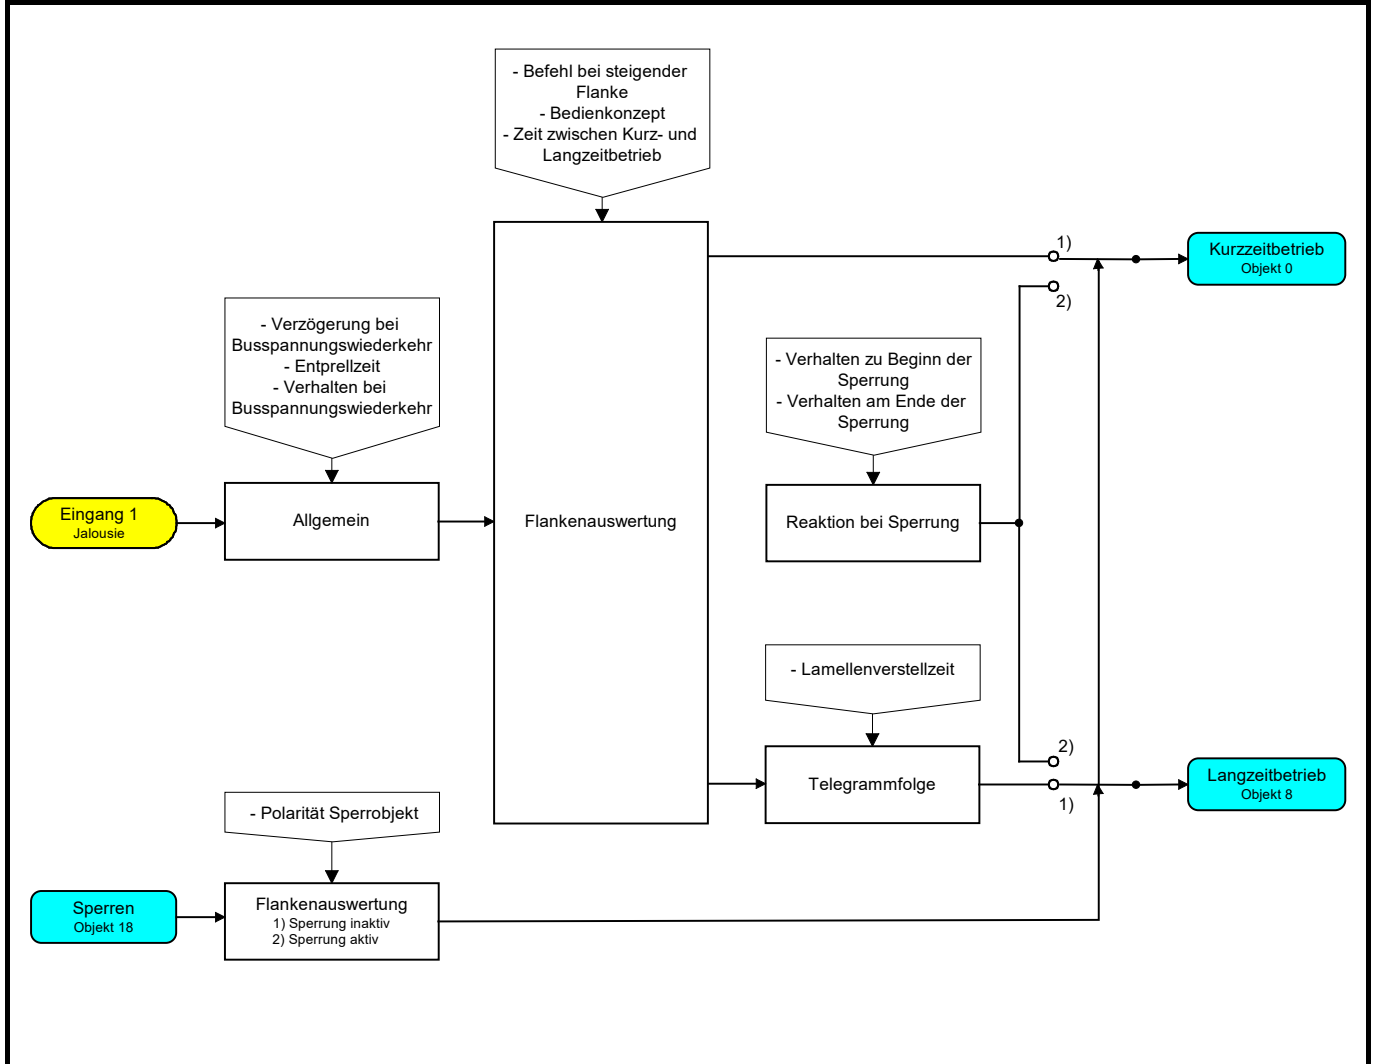 - Befehl bei steigender
Flanke
- Bedienkonzept
- Zeit zwischen Kurz- und
Langzeitbetrieb
1)
Kurzzeitbetrieb
Objekt 0
2)
- Verzögerung bei
Busspannungswiederkehr
- Entprellzeit
- Verhalten bei
Busspannungswiederkehr
- Verhalten zu Beginn der
Sperrung
- Verhalten am Ende der
Sperrung
Eingang 1
Jalousie
Allgemein
Flankenauswertung
Reaktion bei Sperrung
- Lamellenverstellzeit
2)
Telegrammfolge
1)
Langzeitbetrieb
Objekt 8
- Polarität Sperrobjekt
Sperren
Objekt 18
Flankenauswertung
1) Sperrung inaktiv
2) Sperrung aktiv